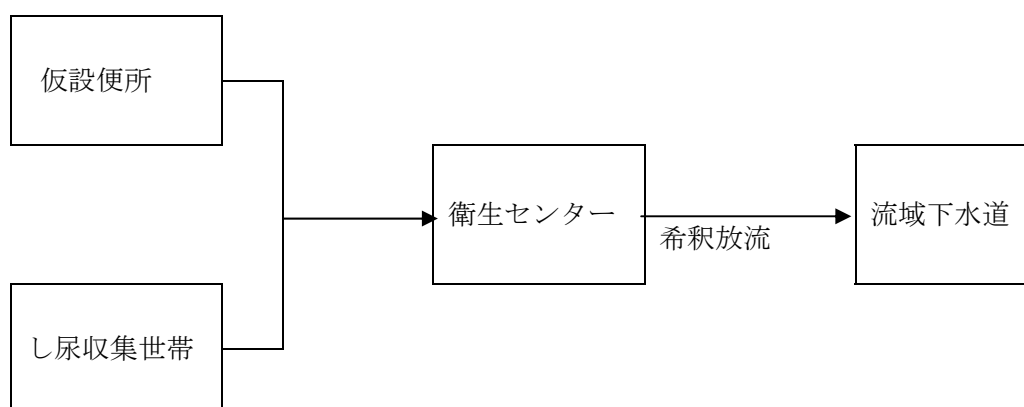 仮設便所
衛生センター
希釈放流
流域下水道
し尿収集世帯